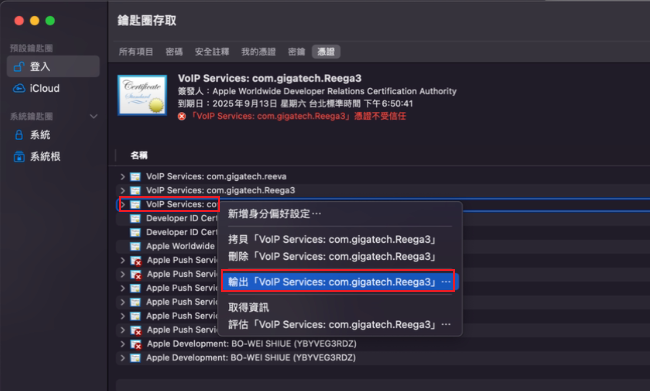 鑰匙圈存取
預設鑰匙圈
登入
iCloud
系統鑰匙圈
系統
系統根
所有項目 密碼 安全註釋 我的憑證 密鑰 憑證
Certificate
Standard
VoIP Services: com.gigatech.Reega3
簽發人：Apple Worldwide Developer Relations Certification Authority
到期日：2025年9月13日 星期六 台北標準時間 下午6:50:41
「VoIP Services: com.gigatech.Reega3」憑證不受信任
名稱
VoIP Services: com.gigatech.reeva
VoIP Services: com.gigatech.Reega3
VoIP Services: co
Developer ID Cert
Developer ID Cert
Apple Worldwide
Apple Push Servi
Apple Push Servi
Apple Push Servi
Apple Push Servi
Apple Push Servi
Apple Push Servi
Apple Development: BO-WEI SHIUE (YBYVEG3RDZ)
Apple Development: BO-WEI SHIUE (YBYVEG3RDZ)
新增身分偏好設定⋯
拷貝「VoIP Services: com.gigatech.Reega3」
刪除「VoIP Services: com.gigatech.Reega3」
輸出「VoIP Services: com.gigatech.Reega3」⋯
取得資訊
評估「VoIP Services: com.gigatech.Reega3」⋯